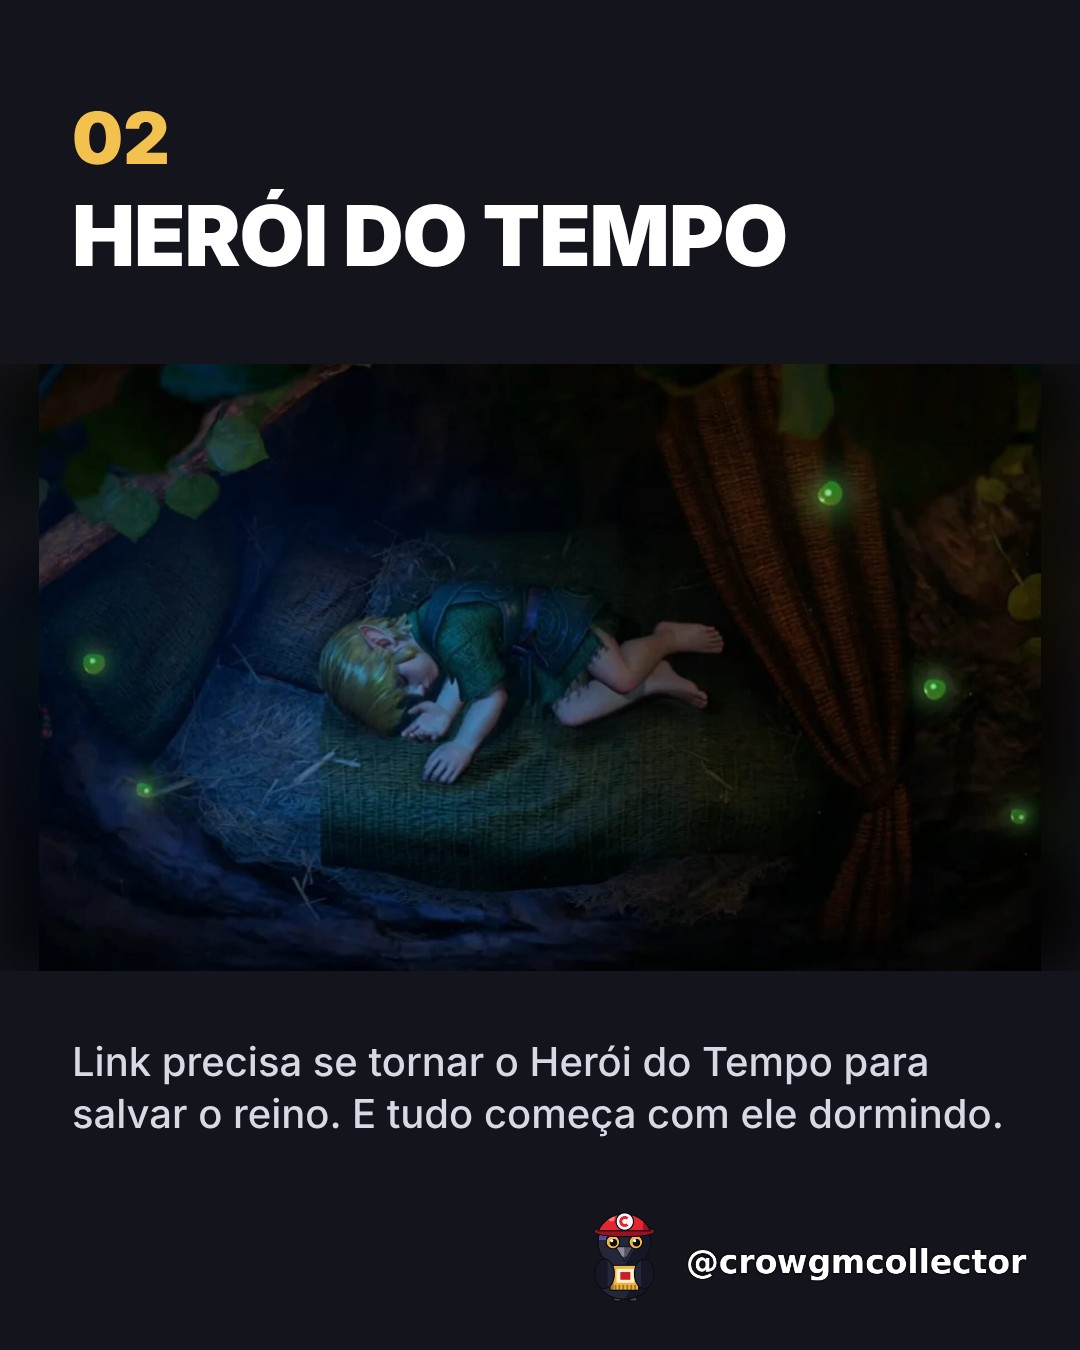 02
HERÓI DO TEMPO
Link precisa se tornar o Herói do Tempo para
salvar o reino. E tudo começa com ele dormindo.
C
@crowgmcollector